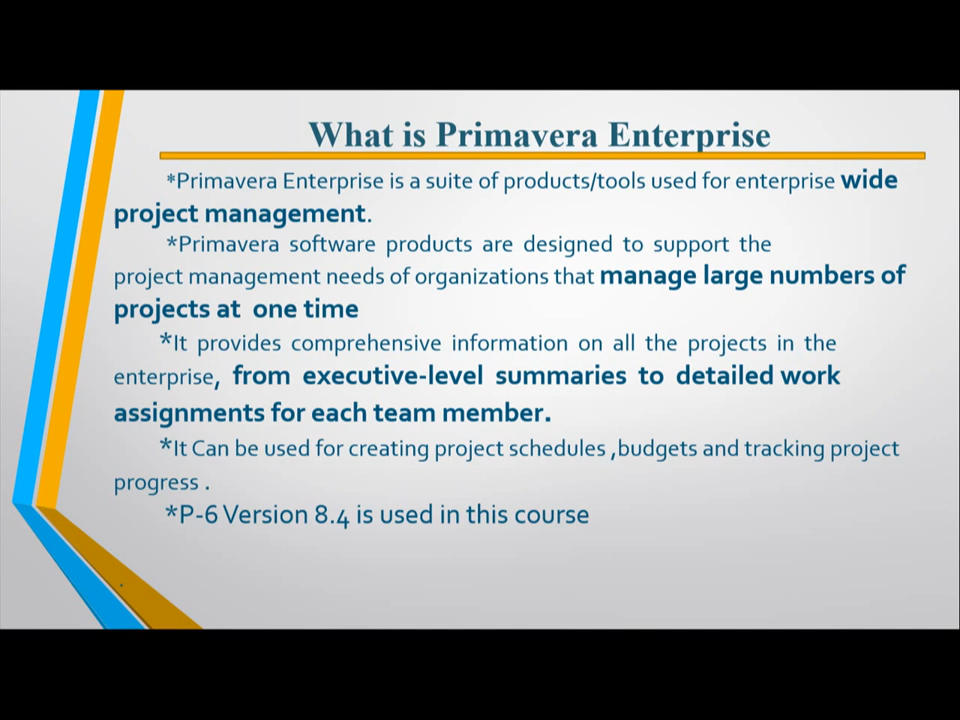 What is Primavera Enterprise
*Primavera Enterprise is a suite of products/tools used for enterprise wide
project management.
*Primavera software products are designed to support the
project management needs of organizations that manage large numbers of
projects at one time
*It provides comprehensive information on all the projects in the
enterprise, from executive-level summaries to detailed work
assignments for each team member.
*It Can be used for creating project schedules ,budgets and tracking project
progress .
*P-6 Version 8.4 is used in this course